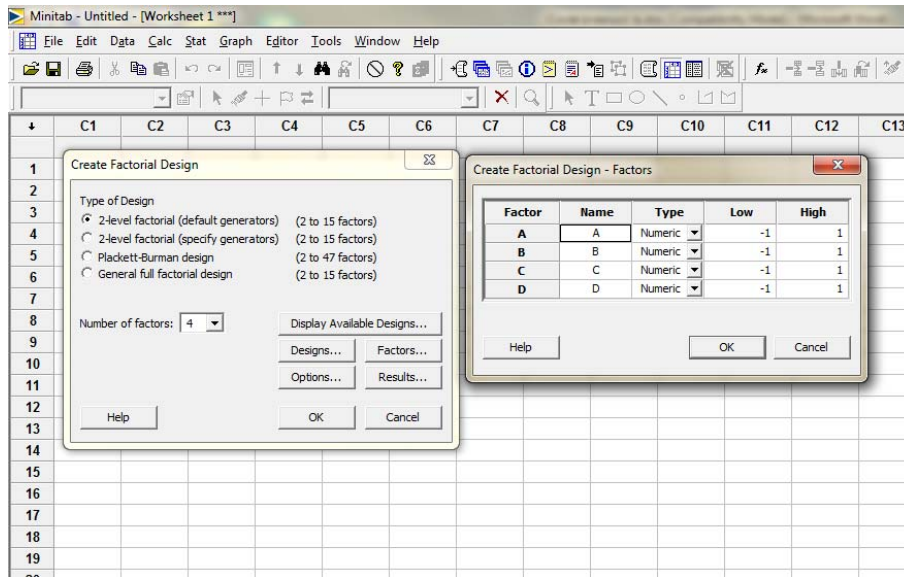 Minitab - Untitled - [Worksheet 1 ***]
File Edit Data Calc Stat Graph Editor Tools Window Help
C1 C2 C3 C4 C5 C6 C7 C8 C9 C10 C11 C12 C13
1
2
3
4
5
6
7
8
9
10
11
12
13
14
15
16
17
18
19
Create Factorial Design
Type of Design
2-level factorial (default generators) (2 to 15 factors)
2-level factorial (specify generators) (2 to 15 factors)
Plackett-Burman design (2 to 47 factors)
General full factorial design (2 to 15 factors)
Number of factors: 4
Display Available Designs...
Designs... Factors...
Options... Results...
Help OK Cancel
Create Factorial Design - Factors
Factor Name Type Low High
A A Numeric -1 1
B B Numeric -1 1
C C Numeric -1 1
D D Numeric -1 1
Help OK Cancel